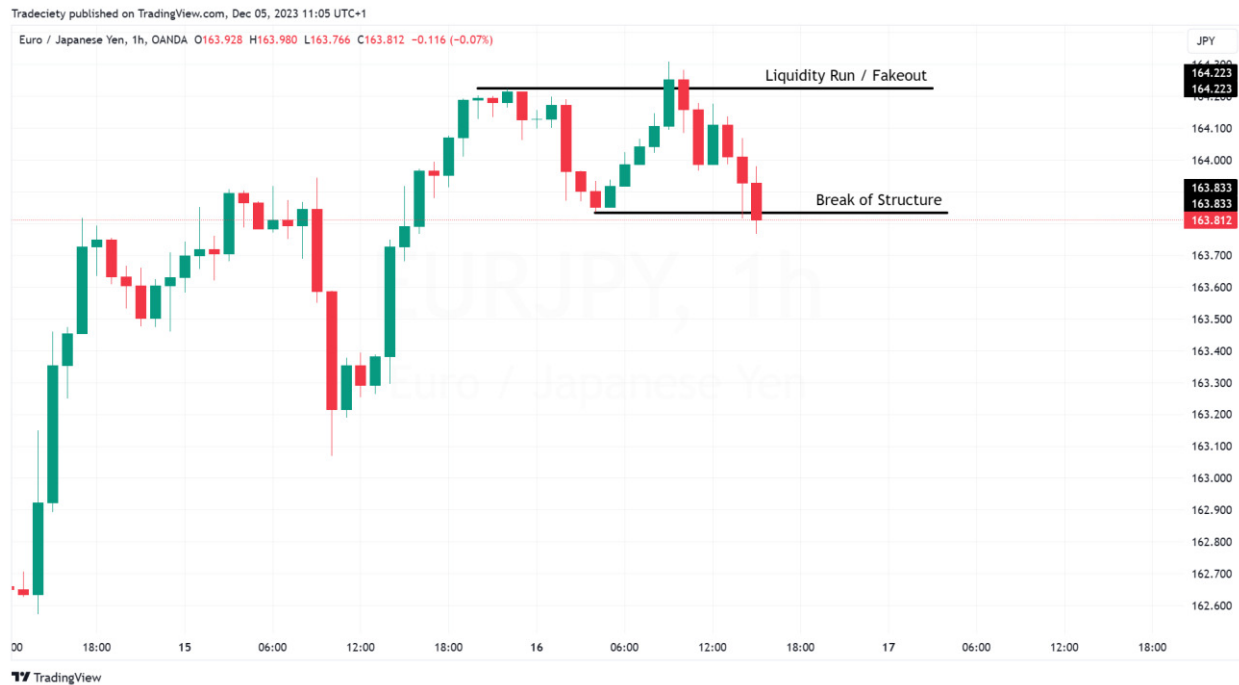 Tradeciety published on TradingView.com, Dec 05, 2023 11:05 UTC+1
Euro / Japanese Yen, 1h, OANDA O163.928 H163.980 L163.766 C163.812 −0.116 (−0.07%)
JPY
164.300
Liquidity Run / Fakeout
164.223
164.223
164.200
164.100
164.000
163.833
Break of Structure
163.833
163.812
163.700
EURJPY, 1h
163.600
163.500
163.400
Euro / Japanese Yen
163.300
163.200
163.100
163.000
162.900
162.800
162.700
162.600
00 18:00 15 06:00 12:00 18:00 16 06:00 12:00 18:00 17 06:00 12:00 18:00
TradingView